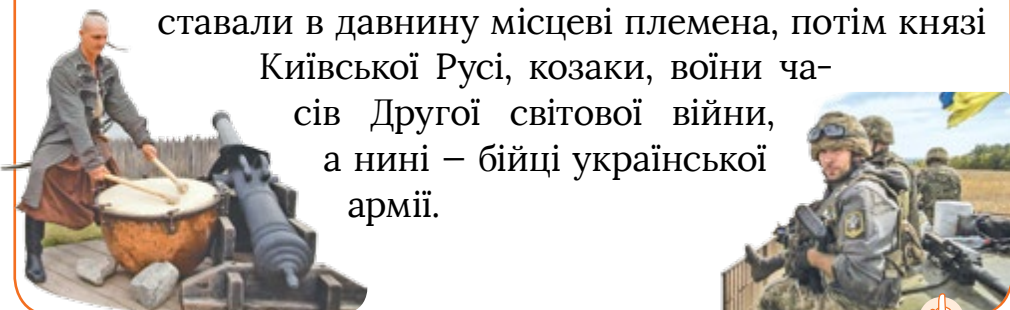 ставали в давнину місцеві племена, потім князі
Київської Русі, козаки, воїни ча-
сів Другої світової війни,
а нині – бійці української
армії.